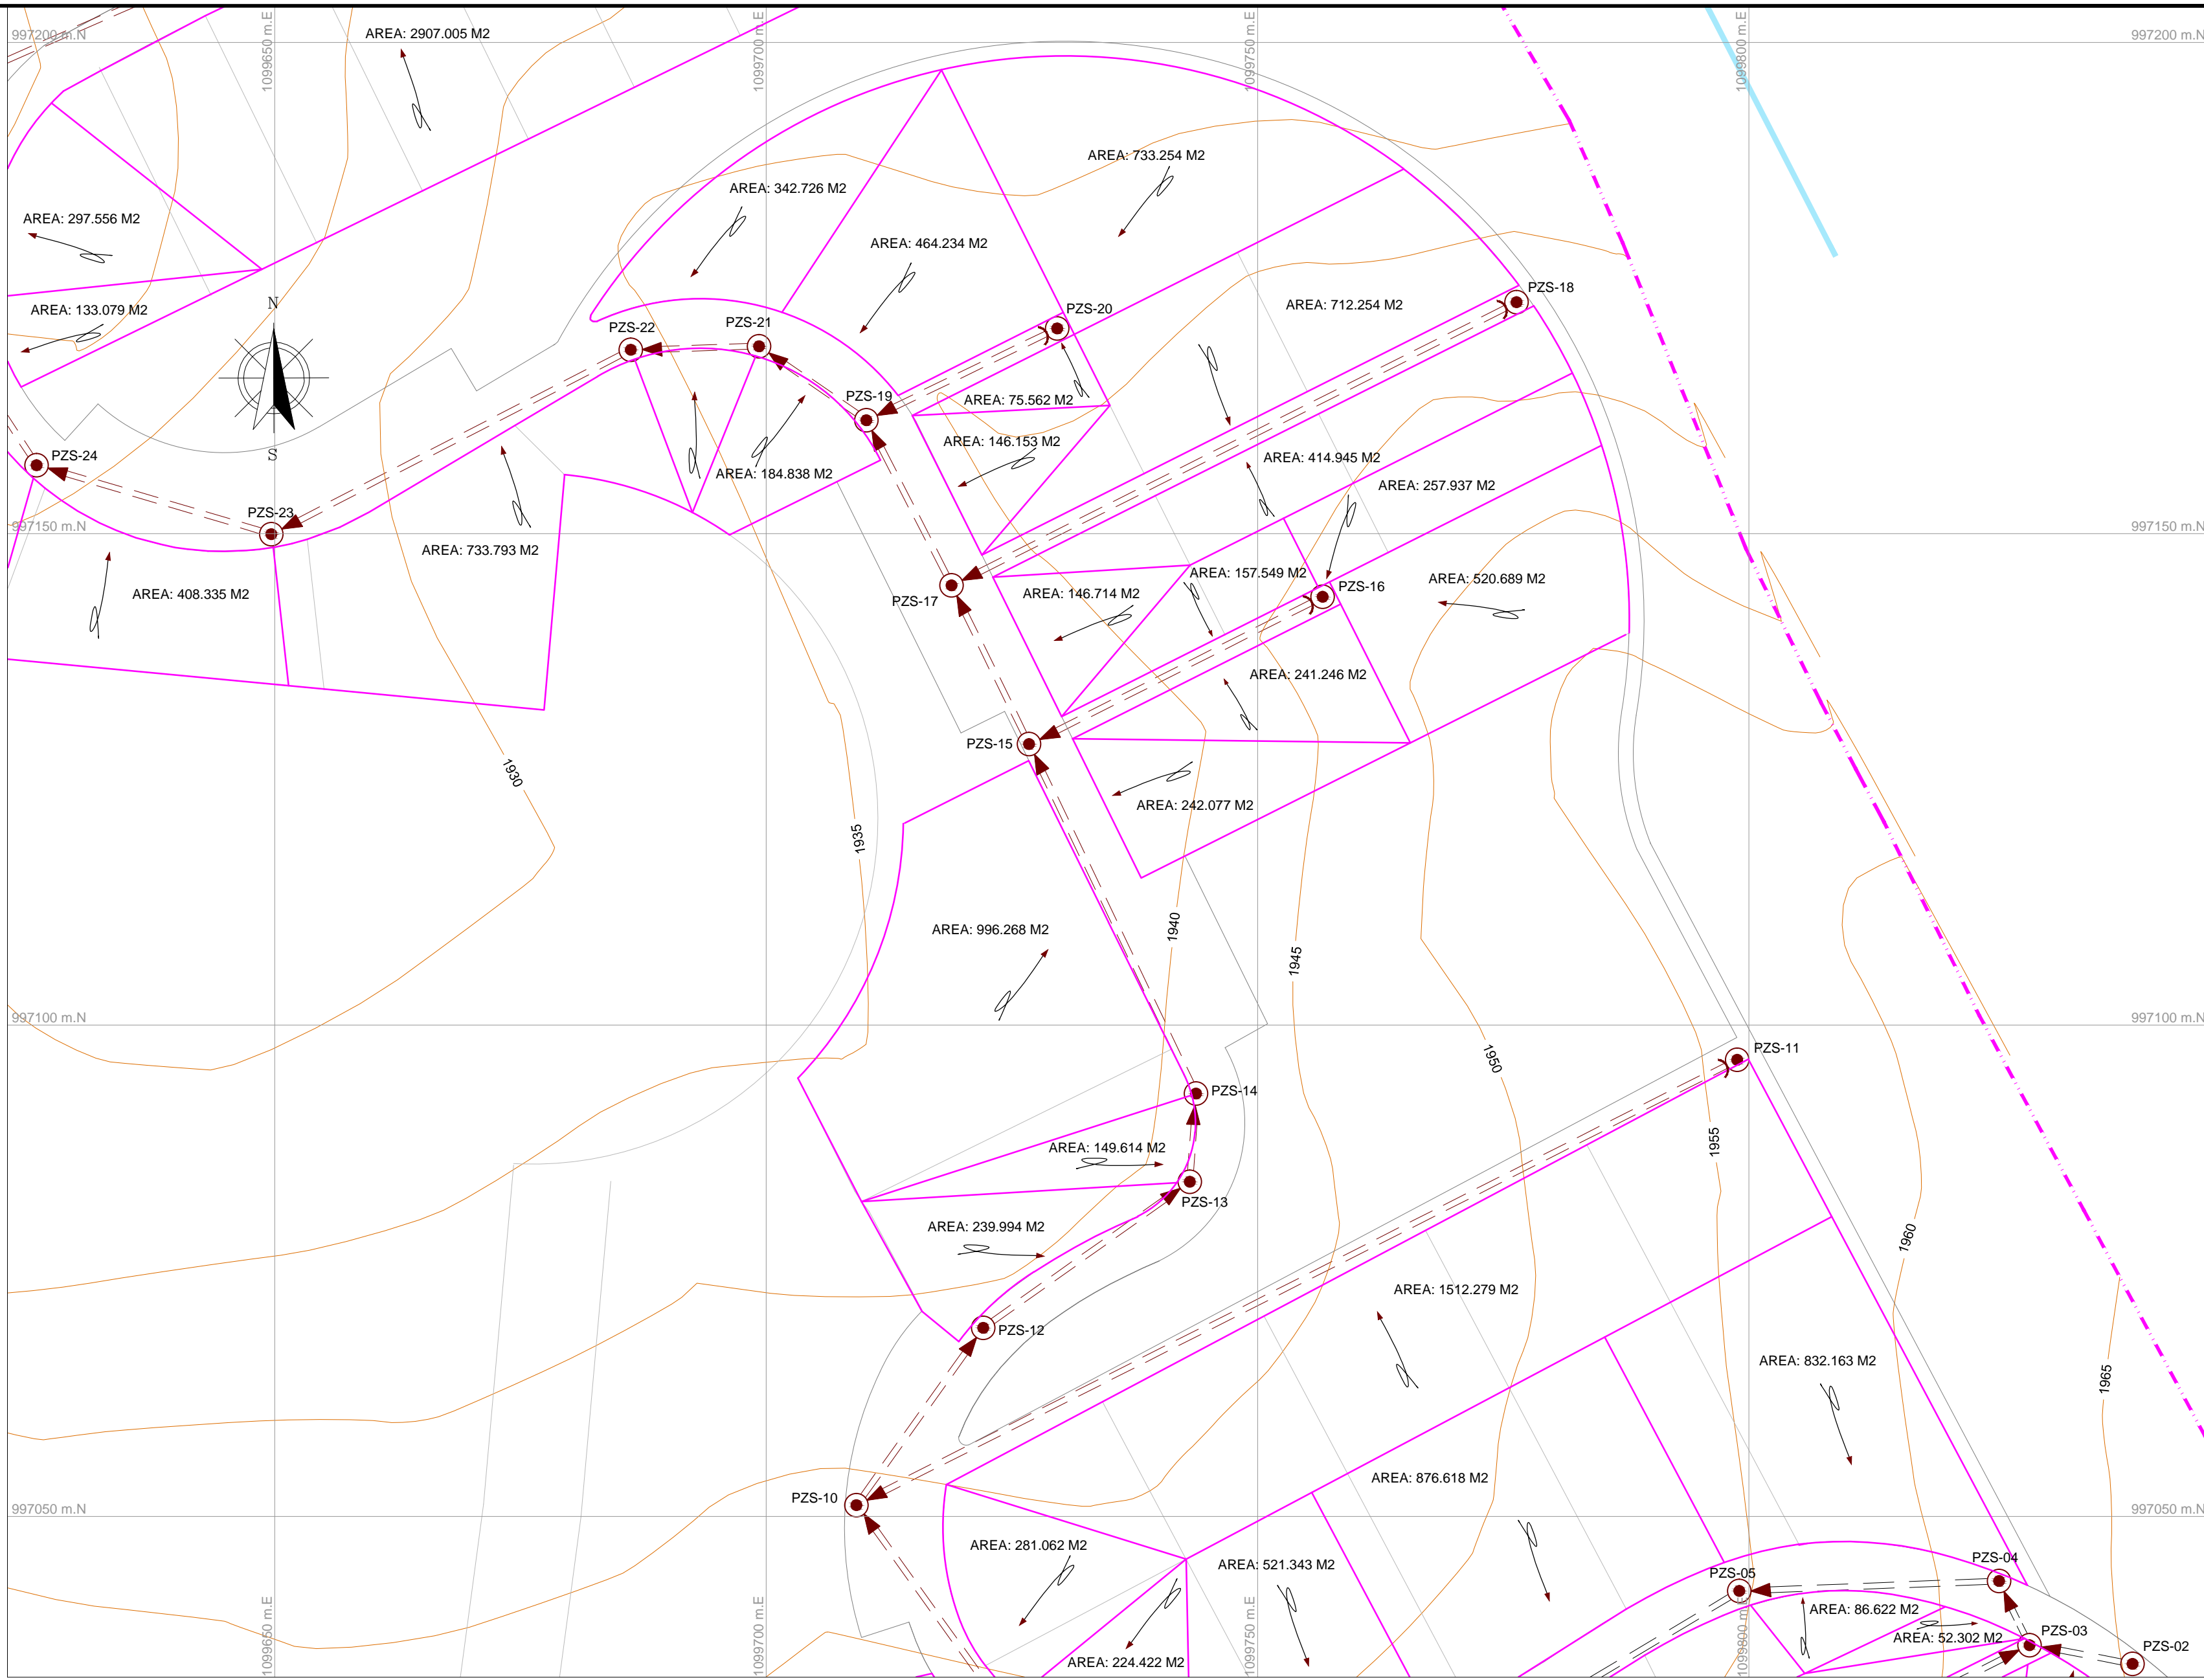 1099650 m.E
1099700 m.E
1099750 m.E
1099800 m.E
997200 m.N
997200 m.N
AREA: 2907.005 M2
AREA: 733.254 M2
AREA: 342.726 M2
AREA: 297.556 M2
AREA: 464.234 M2
PZS-18
AREA: 712.254 M2
AREA: 133.079 M2
N
PZS-20
PZS-22
PZS-21
PZS-19
AREA: 75.562 M2
AREA: 146.153 M2
S
PZS-24
AREA: 414.945 M2
AREA: 184.838 M2
AREA: 257.937 M2
PZS-23
997150 m.N
997150 m.N
AREA: 733.793 M2
AREA: 157.549 M2
AREA: 520.689 M2
PZS-16
AREA: 408.335 M2
AREA: 146.714 M2
PZS-17
AREA: 241.246 M2
PZS-15
1930
AREA: 242.077 M2
1935
AREA: 996.268 M2
1940
1945
997100 m.N
997100 m.N
PZS-11
1950
PZS-14
1955
AREA: 149.614 M2
PZS-13
AREA: 239.994 M2
1960
AREA: 1512.279 M2
PZS-12
AREA: 832.163 M2
1965
AREA: 876.618 M2
PZS-10
997050 m.N
997050 m.N
AREA: 281.062 M2
AREA: 521.343 M2
PZS-04
PZS-05
AREA: 86.622 M2
PZS-03
AREA: 52.302 M2
PZS-02
AREA: 224.422 M2
1099650 m.E
1099700 m.E
1099750 m.E
1099800 m.E